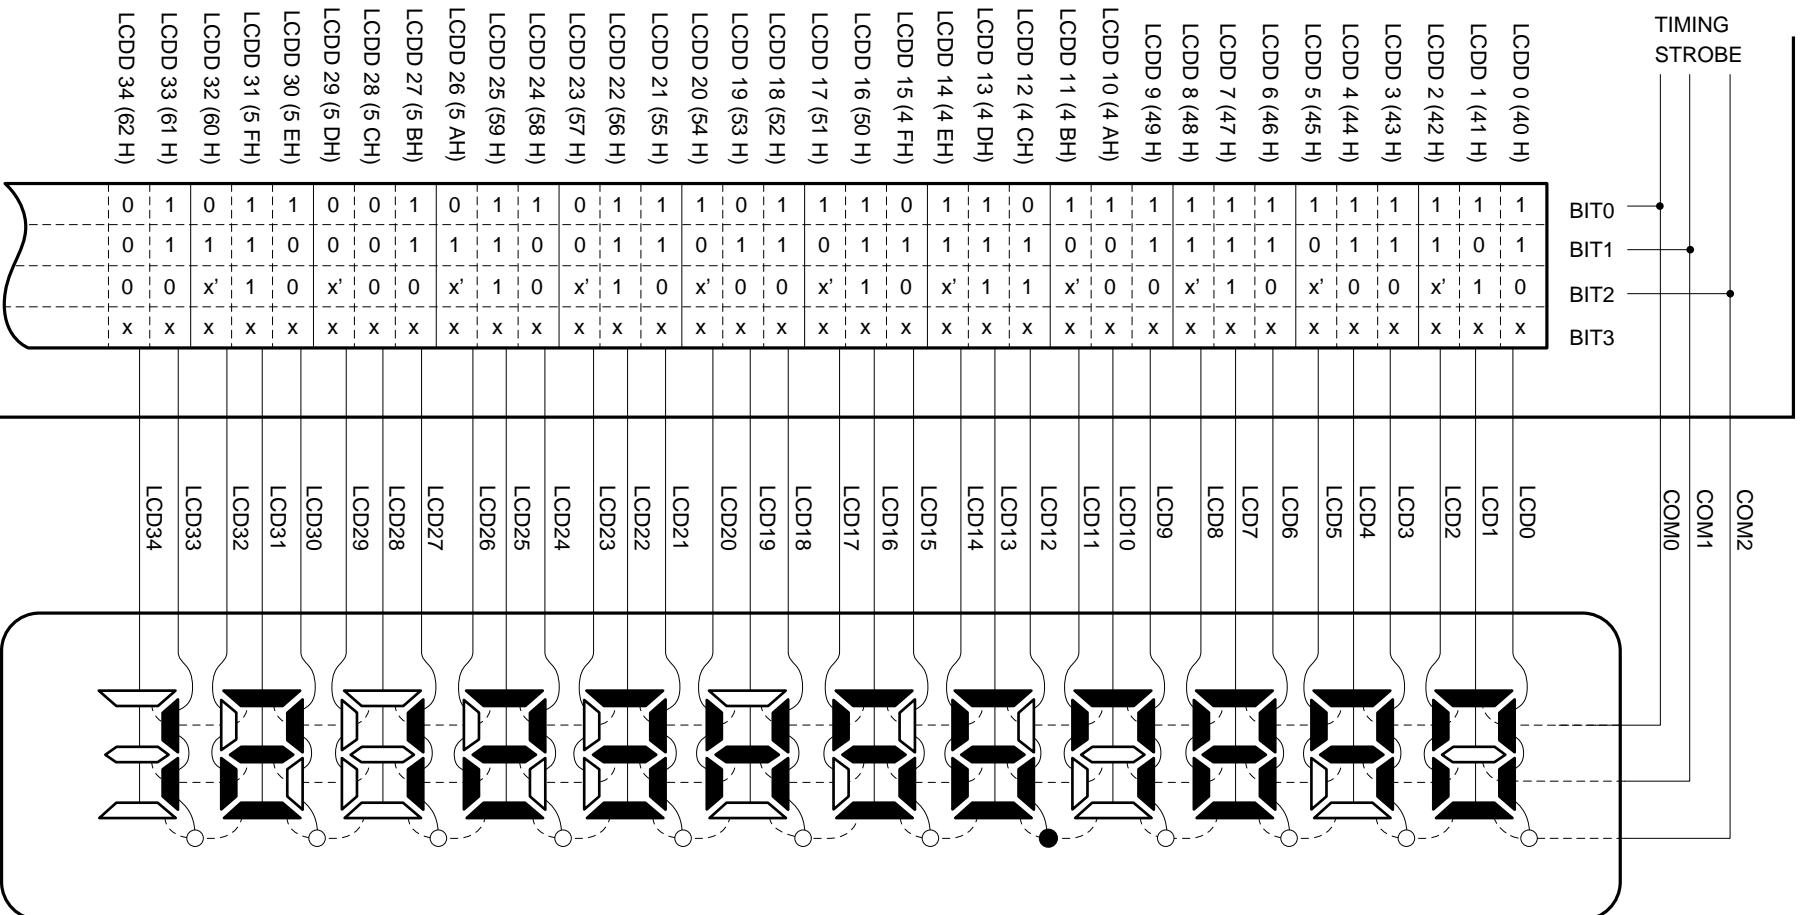 TIMING
STROBE
LCDD 34 (62 H)
LCDD 33 (61 H)
LCDD 32 (60 H)
LCDD 31 (5 FH)
LCDD 30 (5 EH)
LCDD 29 (5 DH)
LCDD 28 (5 CH)
LCDD 27 (5 BH)
LCDD 26 (5 AH)
LCDD 25 (59 H)
LCDD 24 (58 H)
LCDD 23 (57 H)
LCDD 22 (56 H)
LCDD 21 (55 H)
LCDD 20 (54 H)
LCDD 19 (53 H)
LCDD 18 (52 H)
LCDD 17 (51 H)
LCDD 16 (50 H)
LCDD 15 (4 FH)
LCDD 14 (4 EH)
LCDD 13 (4 DH)
LCDD 12 (4 CH)
LCDD 11 (4 BH)
LCDD 10 (4 AH)
LCDD 9 (49 H)
LCDD 8 (48 H)
LCDD 7 (47 H)
LCDD 6 (46 H)
LCDD 5 (45 H)
LCDD 4 (44 H)
LCDD 3 (43 H)
LCDD 2 (42 H)
LCDD 1 (41 H)
LCDD 0 (40 H)
0 1 0 1 1 0 0 1 0 1 1 0 1 1 1 0 1 1 1 0 1 1 0 1 1 1 1 1 1 1 1 1 1 1 1 BIT0
0 1 1 1 0 0 0 1 1 1 0 0 1 1 0 1 1 0 1 1 1 1 1 0 0 1 1 1 1 0 1 1 1 0 1 BIT1
0 0 x’ 1 0 x’ 0 0 x’ 1 0 x’ 1 0 x’ 0 0 x’ 1 0 x’ 1 1 x’ 0 0 x’ 1 0 x’ 0 0 x’ 1 0 BIT2
x x x x x x x x x x x x x x x x x x x x x x x x x x x x x x x x x x x BIT3
LCD34
LCD33
LCD32
LCD31
LCD30
LCD29
LCD28
LCD27
LCD26
LCD25
LCD24
LCD23
LCD22
LCD21
LCD20
LCD19
LCD18
LCD17
LCD16
LCD15
LCD14
LCD13
LCD12
LCD11
LCD10
LCD9
LCD8
LCD7
LCD6
LCD5
LCD4
LCD3
LCD2
LCD1
LCD0
COM0
COM1
COM2